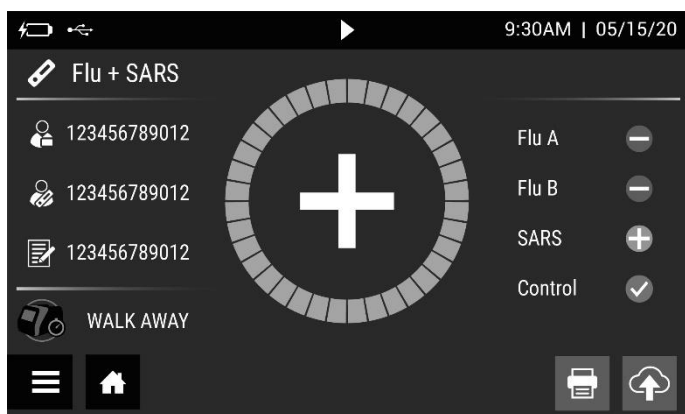 9:30AM | 05/15/20
Flu + SARS
123456789012
123456789012
123456789012
WALK AWAY
Flu A
Flu B
SARS
Control